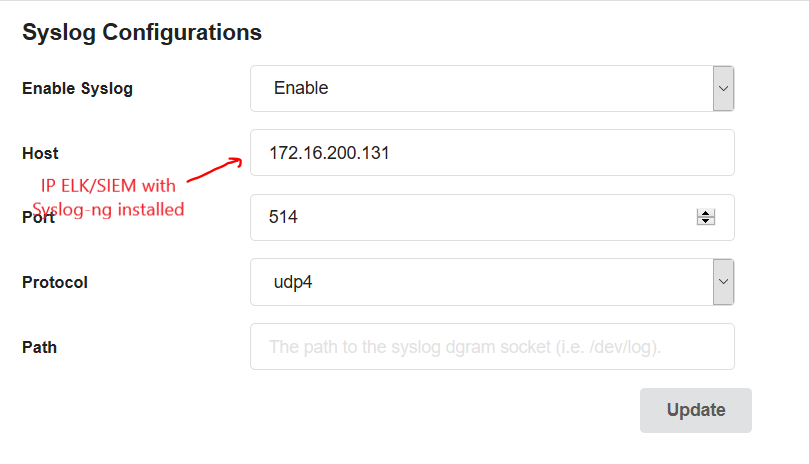 Syslog Configurations
Enable Syslog
Enable
Host
172.16.200.131
IP ELK/SIEM with
Syslog-ng installed
Port
514
Protocol
udp4
Path
The path to the syslog dgram socket (i.e. /dev/log).
Update